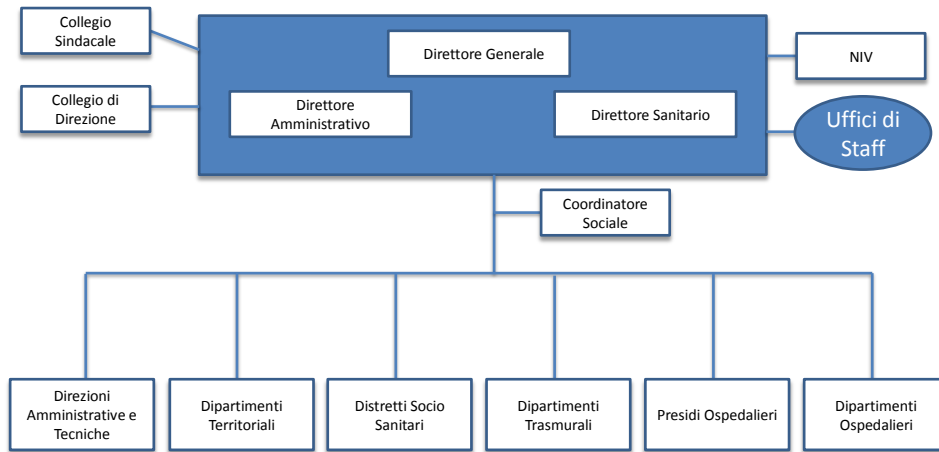 Collegio
Sindacale
Direttore Generale
NIV
Collegio di
Direzione
Direttore
Amministrativo
Direttore Sanitario
Uffici di
Staff
Coordinatore
Sociale
Direzioni
Amministrative e
Tecniche
Dipartimenti
Territoriali
Distretti Socio
Sanitari
Dipartimenti
Trasmurali
Presidi Ospedalieri
Dipartimenti
Ospedalieri